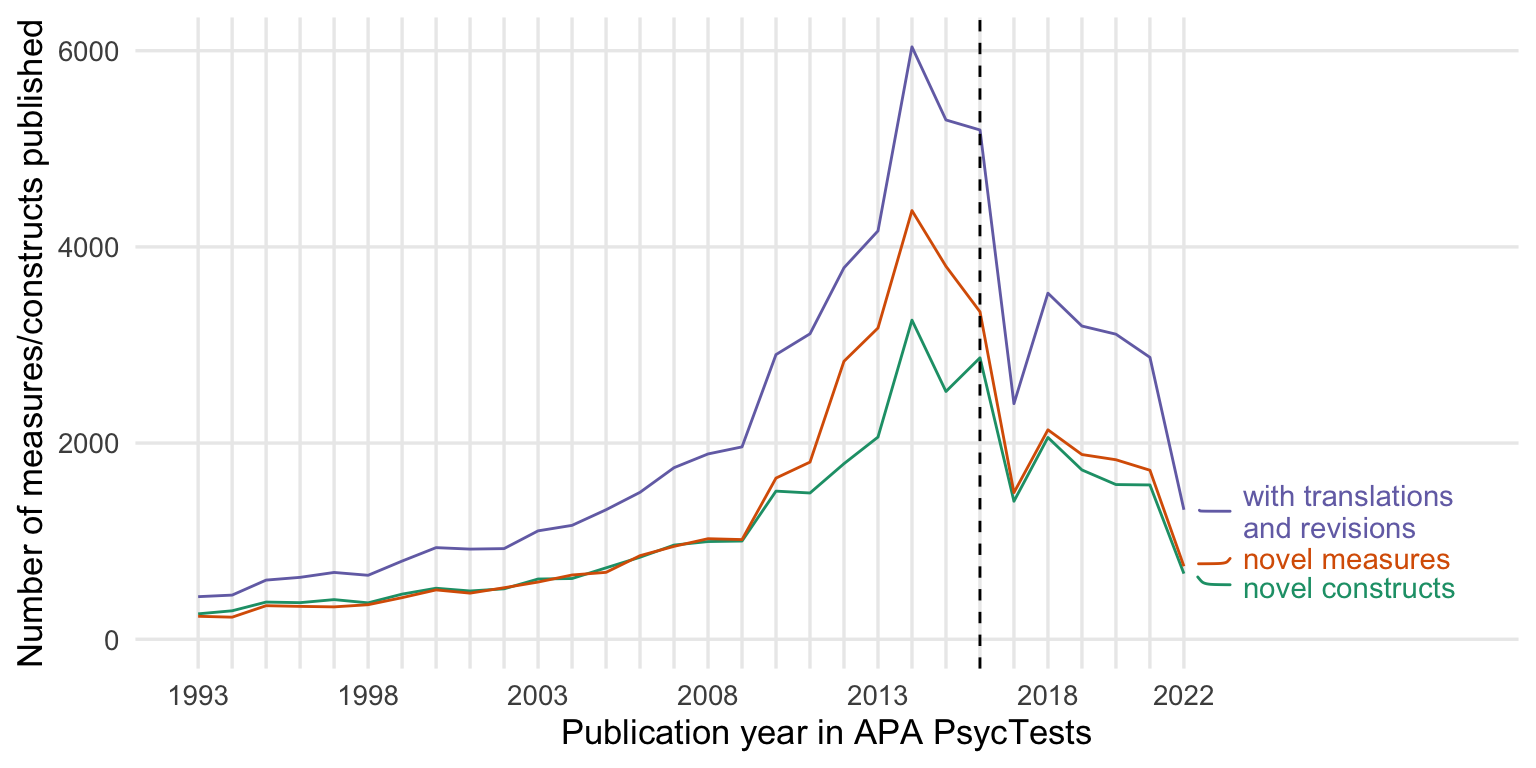 Number of measures/constructs published
6000
4000
2000
0
with translations
and revisions
novel measures
novel constructs
1993 1998 2003 2008 2013 2018 2022
Publication year in APA PsycTests